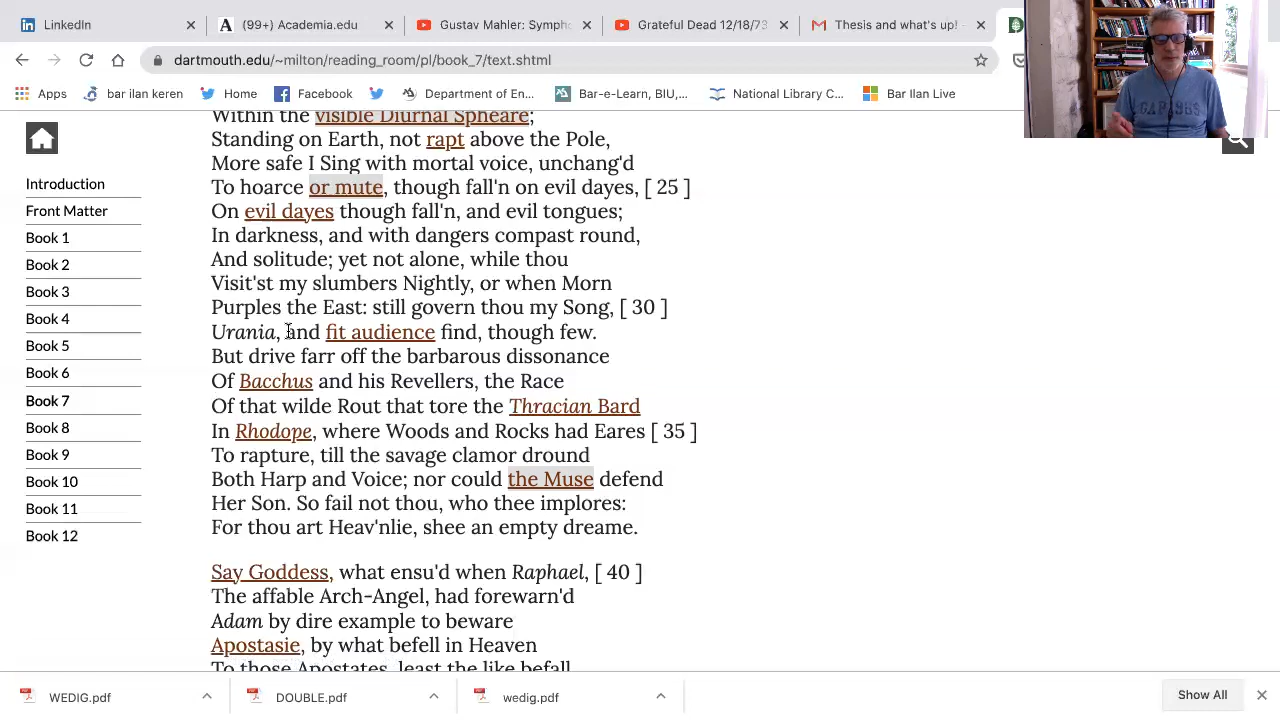 LinkedIn
(99+) Academia.edu
Gustav Mahler: Sympho
Grateful Dead 12/18/73
Thesis and what's up! -
dartmouth.edu/~milton/reading_room/pl/book_7/text.shtml
Apps
bar ilan keren
Home
Facebook
Department of En...
Bar-e-Learn, BIU,...
National Library C...
Bar Ilan Live
Introduction
Front Matter
Book 1
Book 2
Book 3
Book 4
Book 5
Book 6
Book 7
Book 8
Book 9
Book 10
Book 11
Book 12
Within the visible Diurnal Spheare;
Standing on Earth, not rapt above the Pole,
More safe I Sing with mortal voice, unchang'd
To hoarce or mute, though fall'n on evil dayes, [ 25 ]
On evil dayes though fall'n, and evil tongues;
In darkness, and with dangers compast round,
And solitude; yet not alone, while thou
Visit'st my slumbers Nightly, or when Morn
Purples the East: still govern thou my Song, [ 30 ]
Urania, and fit audience find, though few.
But drive farr off the barbarous dissonance
Of Bacchus and his Revellers, the Race
Of that wilde Rout that tore the Thracian Bard
In Rhodope, where Woods and Rocks had Eares [ 35 ]
To rapture, till the savage clamor dround
Both Harp and Voice; nor could the Muse defend
Her Son. So fail not thou, who thee implores:
For thou art Heav'nlie, shee an empty dreame.
Say Goddess, what ensu'd when Raphael, [ 40 ]
The affable Arch-Angel, had forewarn'd
Adam by dire example to beware
Apostasie, by what befell in Heaven
To those Apostates, least the like befall
WEDIG.pdf
DOUBLE.pdf
wedig.pdf
Show All